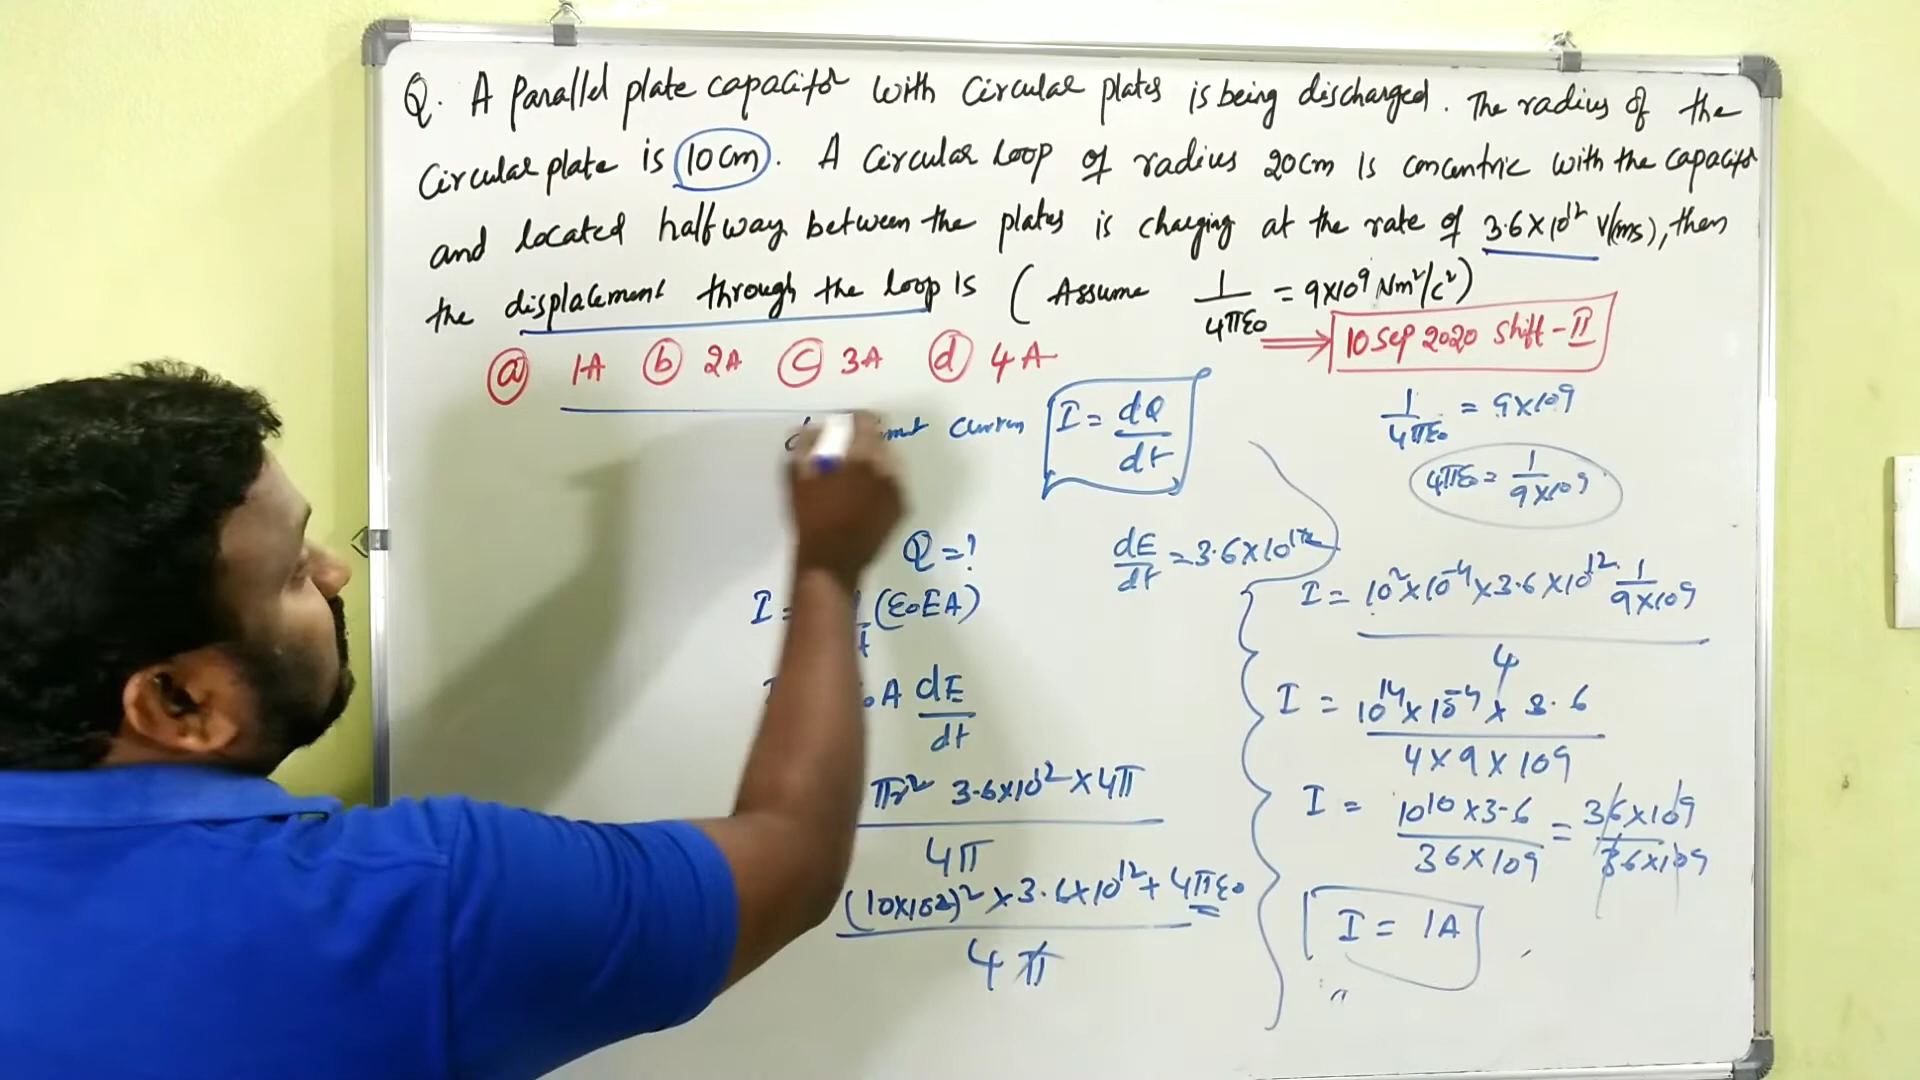 Q. A Parallel plate capacitor with Circular plates is being discharged. The radius of the
Circular plate is 10cm. A Circular Loop of radius 20cm is concentric with the capacitor
and located halfway between the plates is charging at the rate of 3.6×10¹² V/(ms), then
the displacement through the loop is (Assume 1/4πε₀ = 9×10⁹ Nm²/c²)
10 Sep 2020 Shift-II
(a) 1A (b) 2A (c) 3A (d) 4A
I = dQ/dt
Q = ?
(ε₀EA)
A dE/dt
πr² 3.6×10¹² × 4π
4π
(10×10⁻²)² × 3.6×10¹² + 4πε₀
4π
1/4πε₀ = 9×10⁹
4πε₀ = 1/9×10⁹
dE/dt = 3.6×10¹²
I = 10²×10⁻⁴×3.6×10¹² 1/9×10⁹
4
I = 10¹⁴×10⁻⁴×3.6
4×9×10⁹
I = 10¹⁰×3.6/36×10⁹ = 36×10⁹/36×10⁹
I = 1A